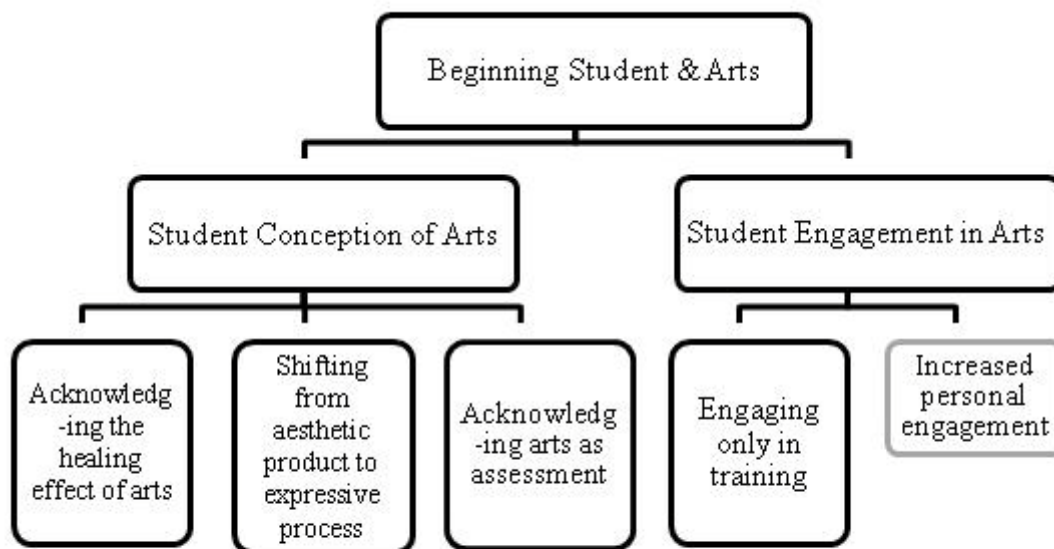 Beginning Student & Arts
Student Conception of Arts
Student Engagement in Arts
Acknowledg
-ing the
healing
effect of arts
Shifting
from
aesthetic
product to
expressive
process
Acknowledg
-ing arts as
assessment
Engaging
only in
training
Increased
personal
engagement